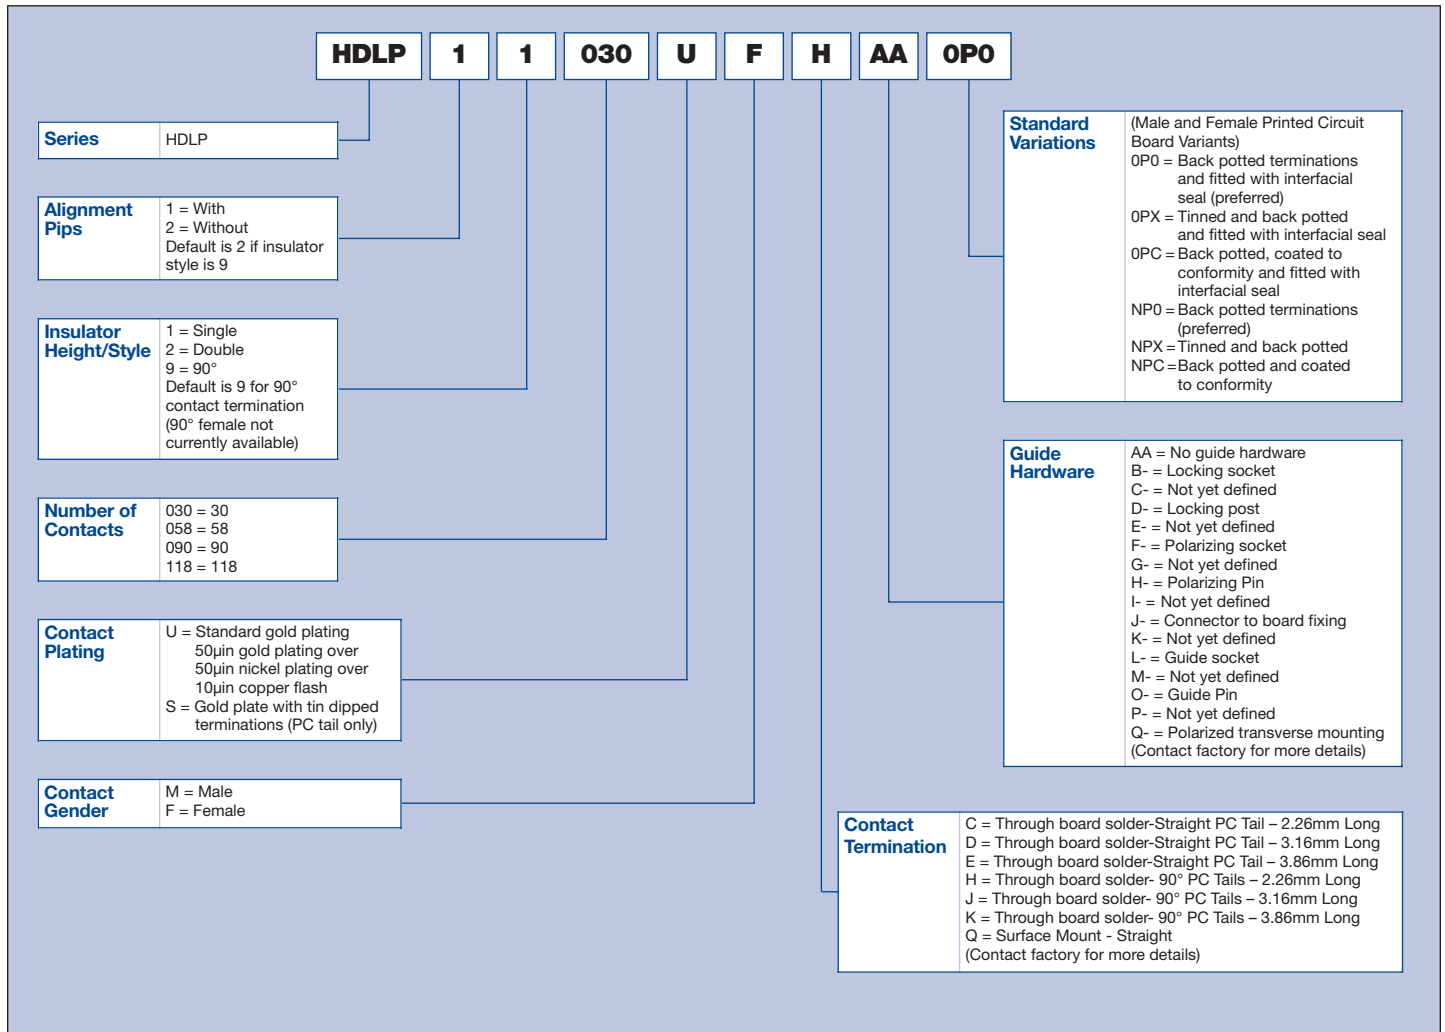 HDLP 1 1 030 U F H AA 0P0
Series
HDLP
Alignment
Pips
1 = With
2 = Without
Default is 2 if insulator
style is 9
Insulator
Height/Style
1 = Single
2 = Double
9 = 90°
Default is 9 for 90°
contact termination
(90° female not
currently available)
Number of
Contacts
030 = 30
058 = 58
090 = 90
118 = 118
Contact
Plating
U = Standard gold plating
50µin gold plating over
50µin nickel plating over
10µin copper flash
S = Gold plate with tin dipped
terminations (PC tail only)
Contact
Gender
M = Male
F = Female
Standard
Variations
(Male and Female Printed Circuit
Board Variants)
0P0 = Back potted terminations
and fitted with interfacial
seal (preferred)
0PX = Tinned and back potted
and fitted with interfacial seal
0PC = Back potted, coated to
conformity and fitted with
interfacial seal
NP0 = Back potted terminations
(preferred)
NPX = Tinned and back potted
NPC = Back potted and coated
to conformity
Guide
Hardware
AA = No guide hardware
B- = Locking socket
C- = Not yet defined
D- = Locking post
E- = Not yet defined
F- = Polarizing socket
G- = Not yet defined
H- = Polarizing Pin
I- = Not yet defined
J- = Connector to board fixing
K- = Not yet defined
L- = Guide socket
M- = Not yet defined
O- = Guide Pin
P- = Not yet defined
Q- = Polarized transverse mounting
(Contact factory for more details)
Contact
Termination
C = Through board solder-Straight PC Tail – 2.26mm Long
D = Through board solder-Straight PC Tail – 3.16mm Long
E = Through board solder-Straight PC Tail – 3.86mm Long
H = Through board solder- 90° PC Tails – 2.26mm Long
J = Through board solder- 90° PC Tails – 3.16mm Long
K = Through board solder- 90° PC Tails – 3.86mm Long
Q = Surface Mount - Straight
(Contact factory for more details)